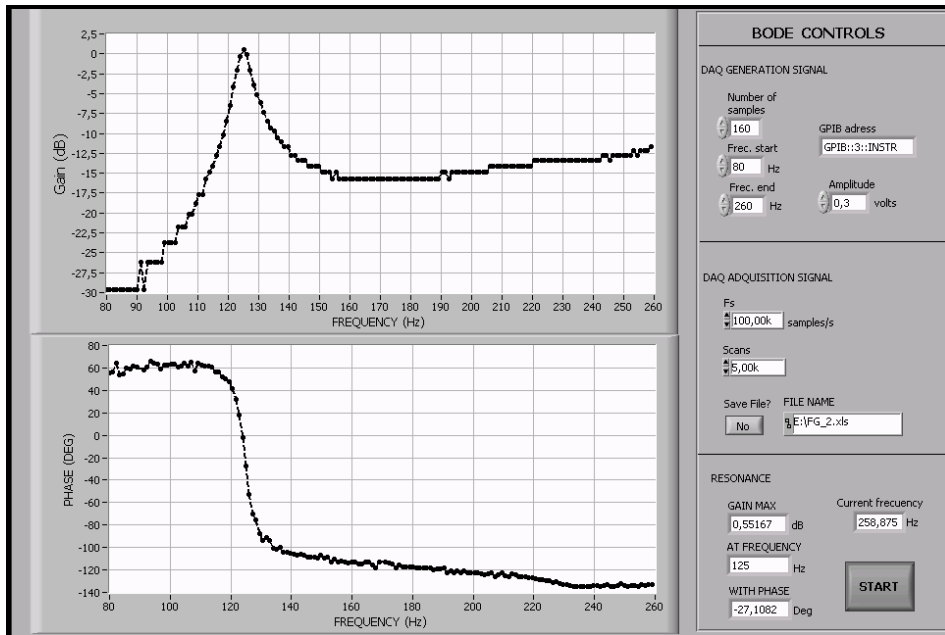 2,5
0
-2,5
-5
-7,5
-10
-12,5
-15
-17,5
-20
-22,5
-25
-27,5
-30
Gain (dB)
80 90 100 110 120 130 140 150 160 170 180 190 200 210 220 230 240 250 260
FREQUENCY (Hz)
80
60
40
20
0
-20
-40
-60
-80
-100
-120
-140
PHASE (DEG)
80 100 120 140 160 180 200 220 240 260
FREQUENCY (Hz)
BODE CONTROLS
DAQ GENERATION SIGNAL
Number of
samples
160
GPIB adress
GPIB::3::INSTR
Frec. start
80 Hz
Frec. end
260 Hz
Amplitude
0,3 volts
DAQ ADQUISITION SIGNAL
Fs
100,00k samples/s
Scans
5,00k
Save File? FILE NAME
No E:\FG_2.xls
RESONANCE
GAIN MAX
0,55167 dB
Current frecuency
258,875 Hz
AT FREQUENCY
125 Hz
WITH PHASE
-27,1082 Deg
START